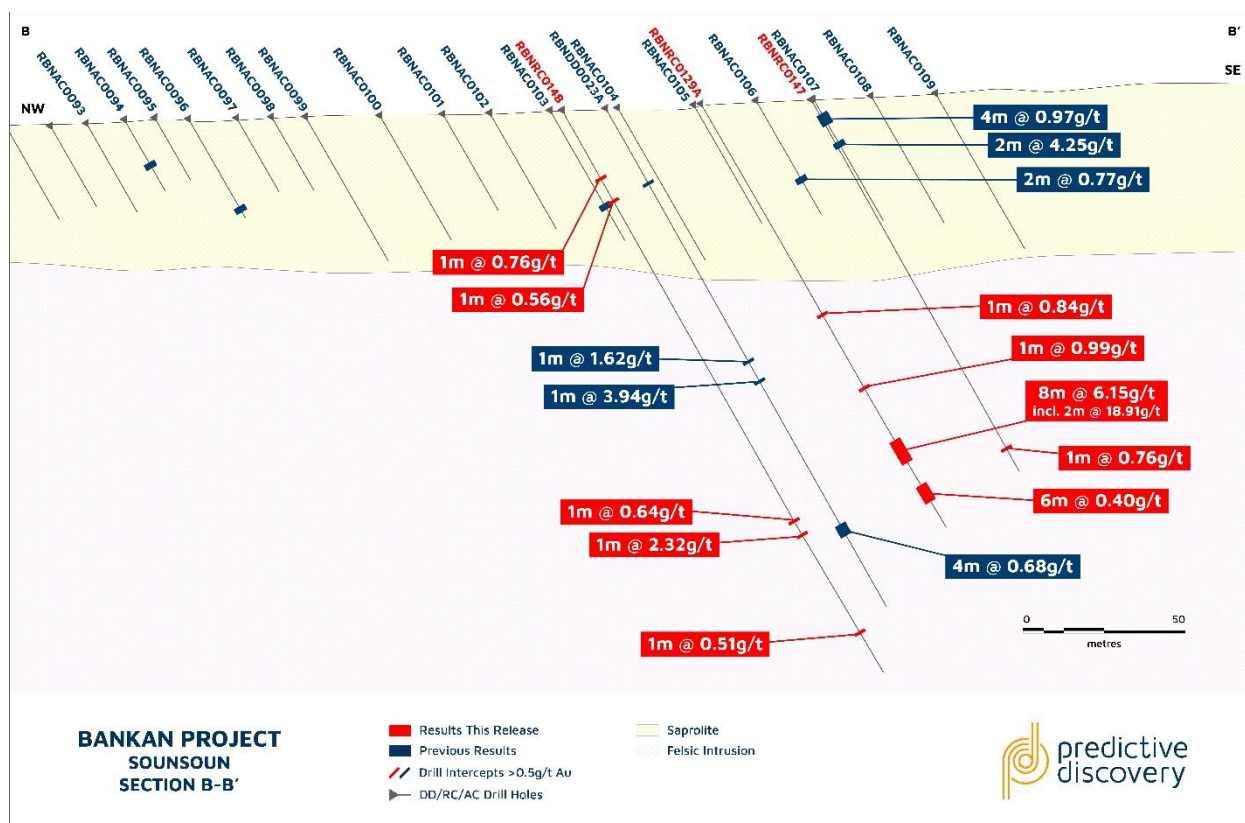 B
B'
NW
SE
RBNAC0093
RBNAC0094
RBNAC0095
RBNAC0096
RBNAC0097
RBNAC0098
RBNAC0099
RBNAC0100
RBNAC0101
RBNAC0102
RBNAC0103
RBNRC0148
RBNDD0023A
RBNAC0104
RBNAC0105
RBNRC0129A
RBNAC0106
RBNRC0147
RBNAC0107
RBNAC0108
RBNAC0109
4m @ 0.97g/t
2m @ 4.25g/t
2m @ 0.77g/t
1m @ 0.76g/t
1m @ 0.56g/t
1m @ 0.84g/t
1m @ 0.99g/t
1m @ 1.62g/t
1m @ 3.94g/t
8m @ 6.15g/t
incl. 2m @ 18.91g/t
1m @ 0.76g/t
6m @ 0.40g/t
1m @ 0.64g/t
1m @ 2.32g/t
4m @ 0.68g/t
1m @ 0.51g/t
0
50
metres
BANKAN PROJECT
SOUNSOUN
SECTION B-B'
Results This Release
Previous Results
Drill Intercepts >0.5g/t Au
DD/RC/AC Drill Holes
Saprolite
Felsic Intrusion
predictive
discovery